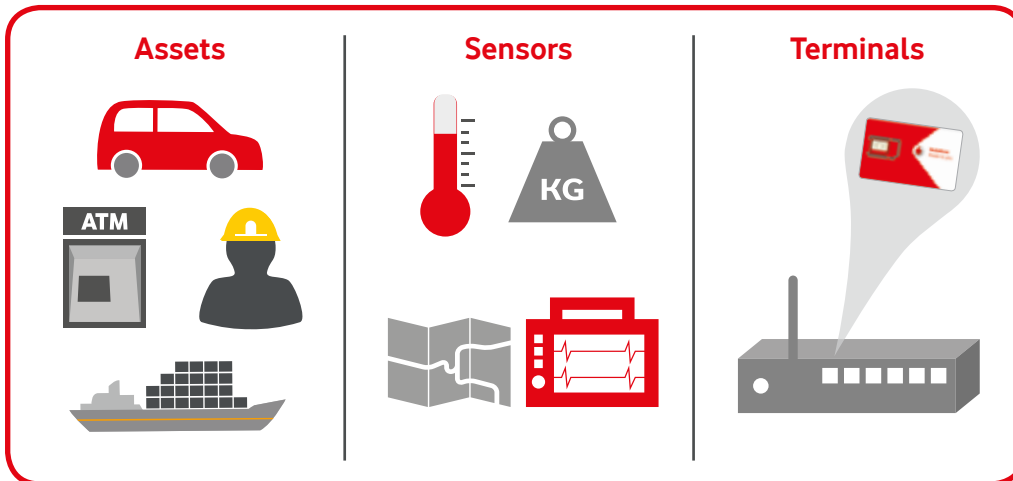 Assets
Sensors
Terminals
ATM
KG